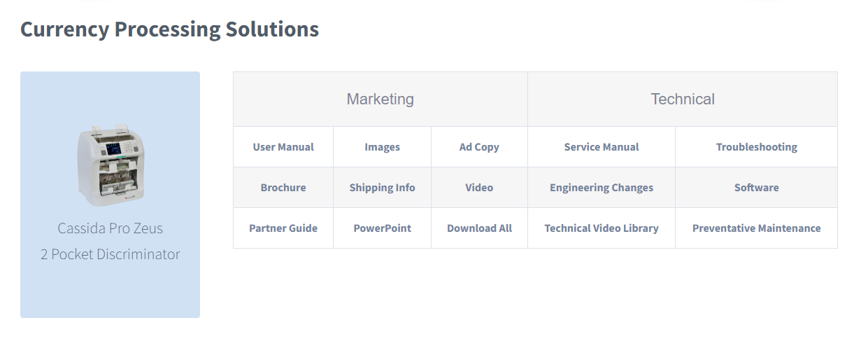 Currency Processing Solutions
Cassida Pro Zeus
2 Pocket Discriminator
Marketing Technical
User Manual Images Ad Copy Service Manual Troubleshooting
Brochure Shipping Info Video Engineering Changes Software
Partner Guide PowerPoint Download All Technical Video Library Preventative Maintenance